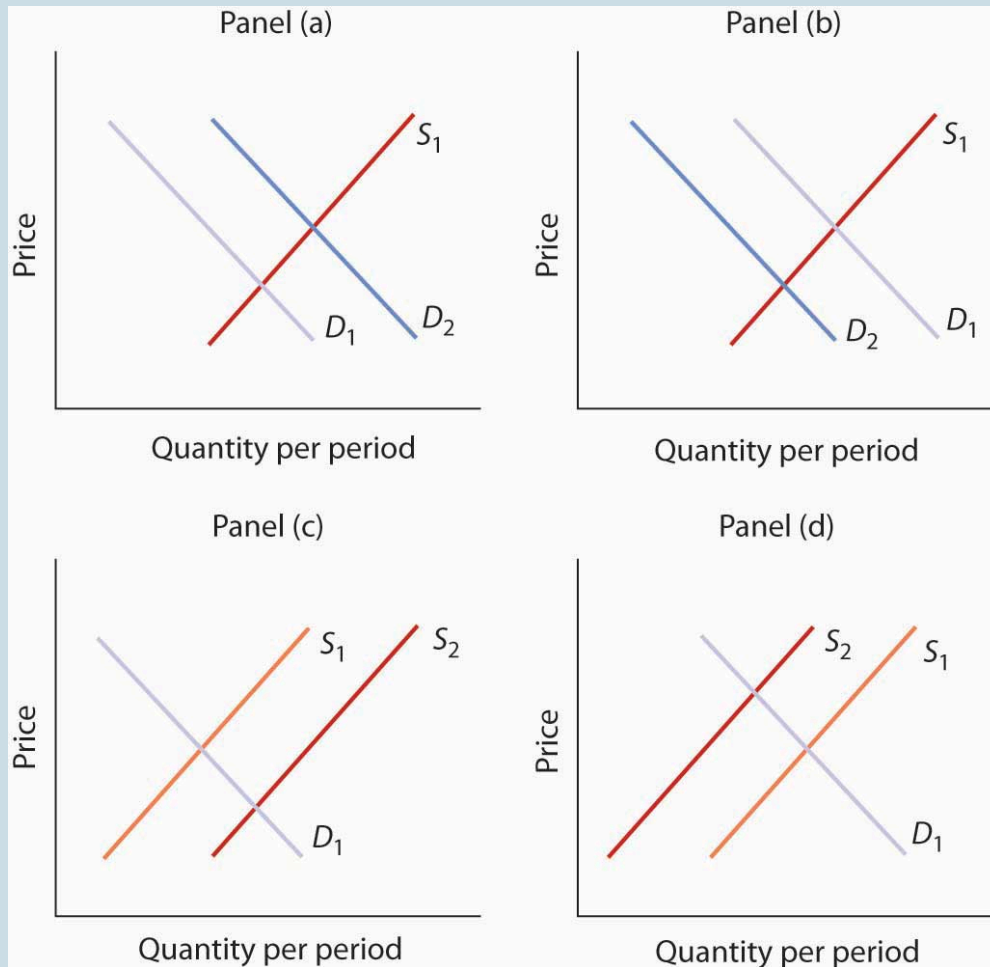 Panel (a)
Price
S1
D1
D2
Quantity per period
Panel (b)
Price
S1
D2
D1
Quantity per period
Panel (c)
Price
S1
S2
D1
Quantity per period
Panel (d)
Price
S2
S1
D1
Quantity per period